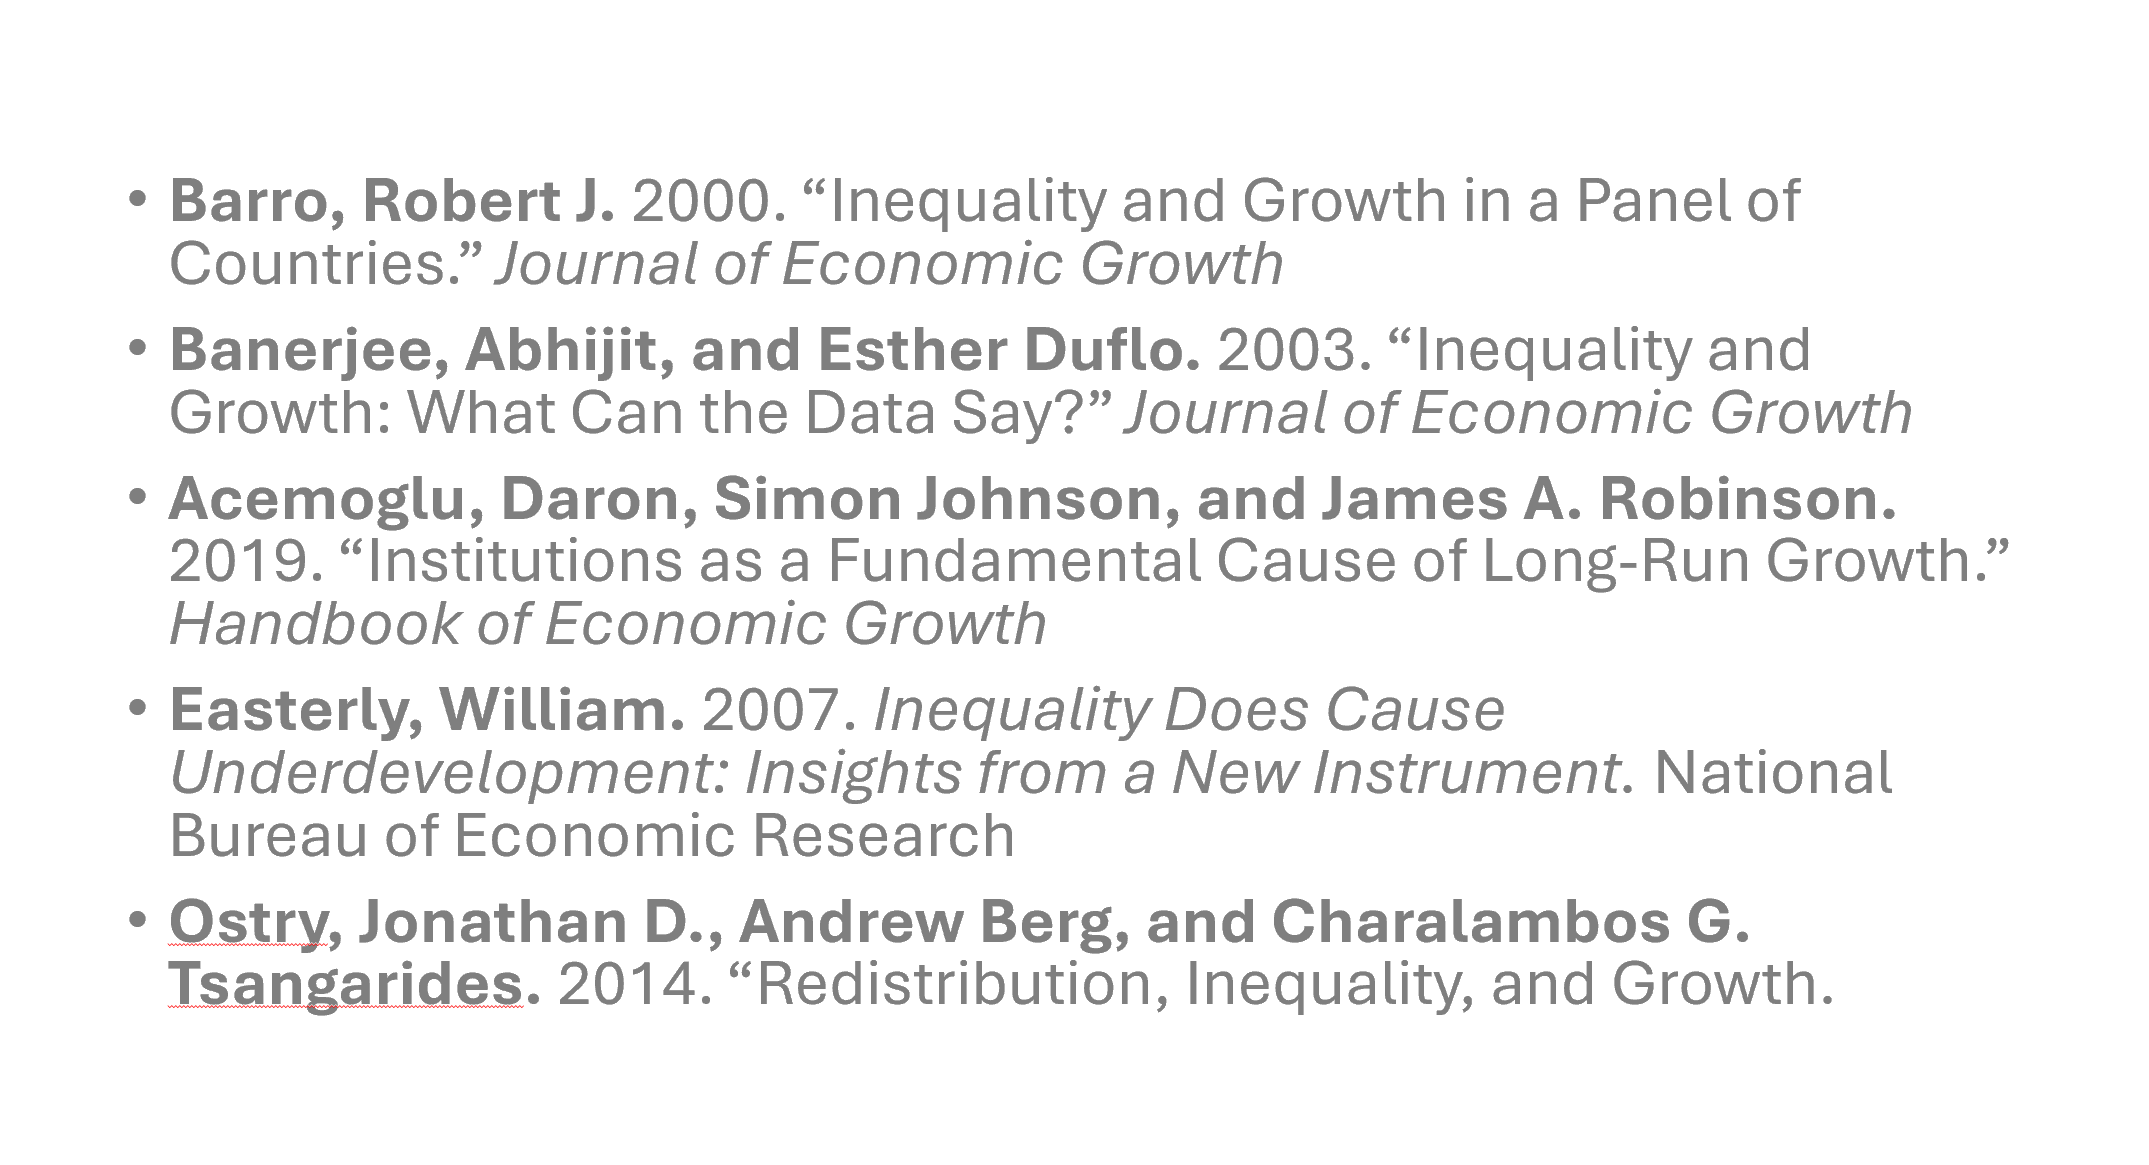 • Barro, Robert J. 2000. “Inequality and Growth in a Panel of
Countries.” Journal of Economic Growth
• Banerjee, Abhijit, and Esther Duflo. 2003. “Inequality and
Growth: What Can the Data Say?” Journal of Economic Growth
• Acemoglu, Daron, Simon Johnson, and James A. Robinson.
2019. “Institutions as a Fundamental Cause of Long-Run Growth.”
Handbook of Economic Growth
• Easterly, William. 2007. Inequality Does Cause
Underdevelopment: Insights from a New Instrument. National
Bureau of Economic Research
• Ostry, Jonathan D., Andrew Berg, and Charalambos G.
Tsangarides. 2014. “Redistribution, Inequality, and Growth.